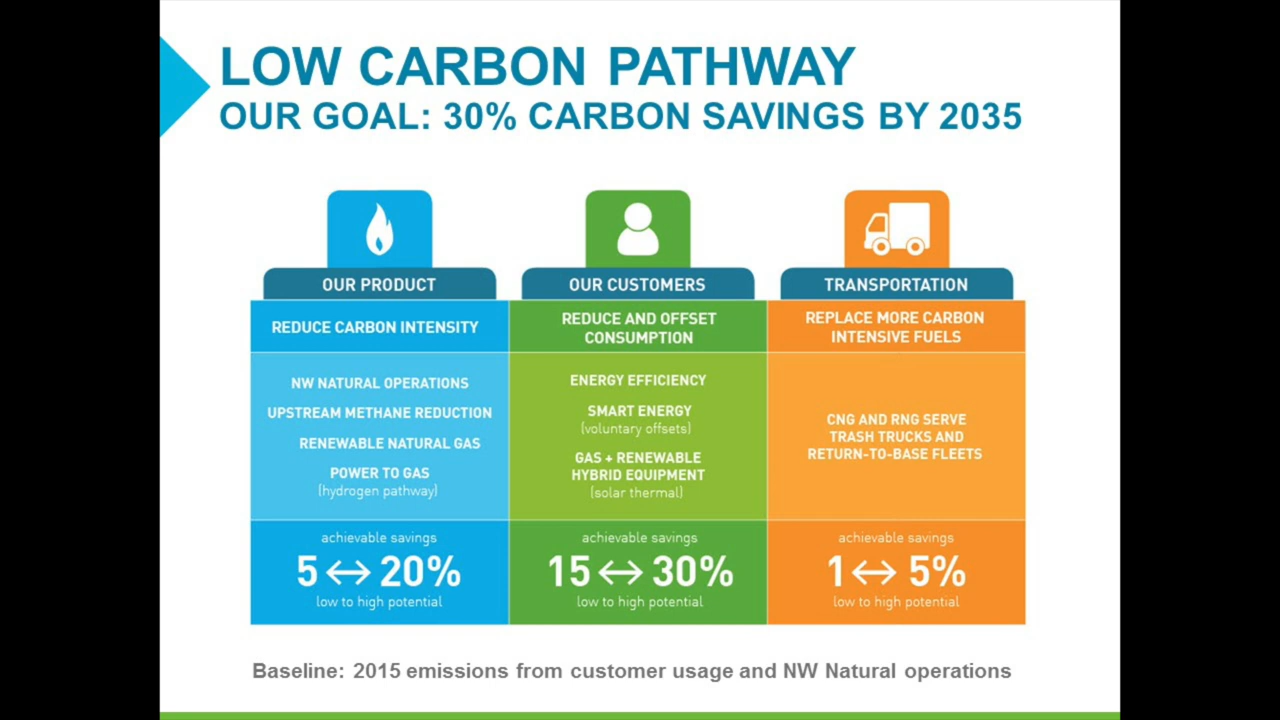 LOW CARBON PATHWAY
OUR GOAL: 30% CARBON SAVINGS BY 2035
OUR PRODUCT
REDUCE CARBON INTENSITY
NW NATURAL OPERATIONS
UPSTREAM METHANE REDUCTION
RENEWABLE NATURAL GAS
POWER TO GAS
(hydrogen pathway)
achievable savings
5 ↔ 20%
low to high potential
OUR CUSTOMERS
REDUCE AND OFFSET
CONSUMPTION
ENERGY EFFICIENCY
SMART ENERGY
(voluntary offsets)
GAS + RENEWABLE
HYBRID EQUIPMENT
(solar thermal)
achievable savings
15 ↔ 30%
low to high potential
TRANSPORTATION
REPLACE MORE CARBON
INTENSIVE FUELS
CNG AND RNG SERVE
TRASH TRUCKS AND
RETURN-TO-BASE FLEETS
achievable savings
1 ↔ 5%
low to high potential
Baseline: 2015 emissions from customer usage and NW Natural operations